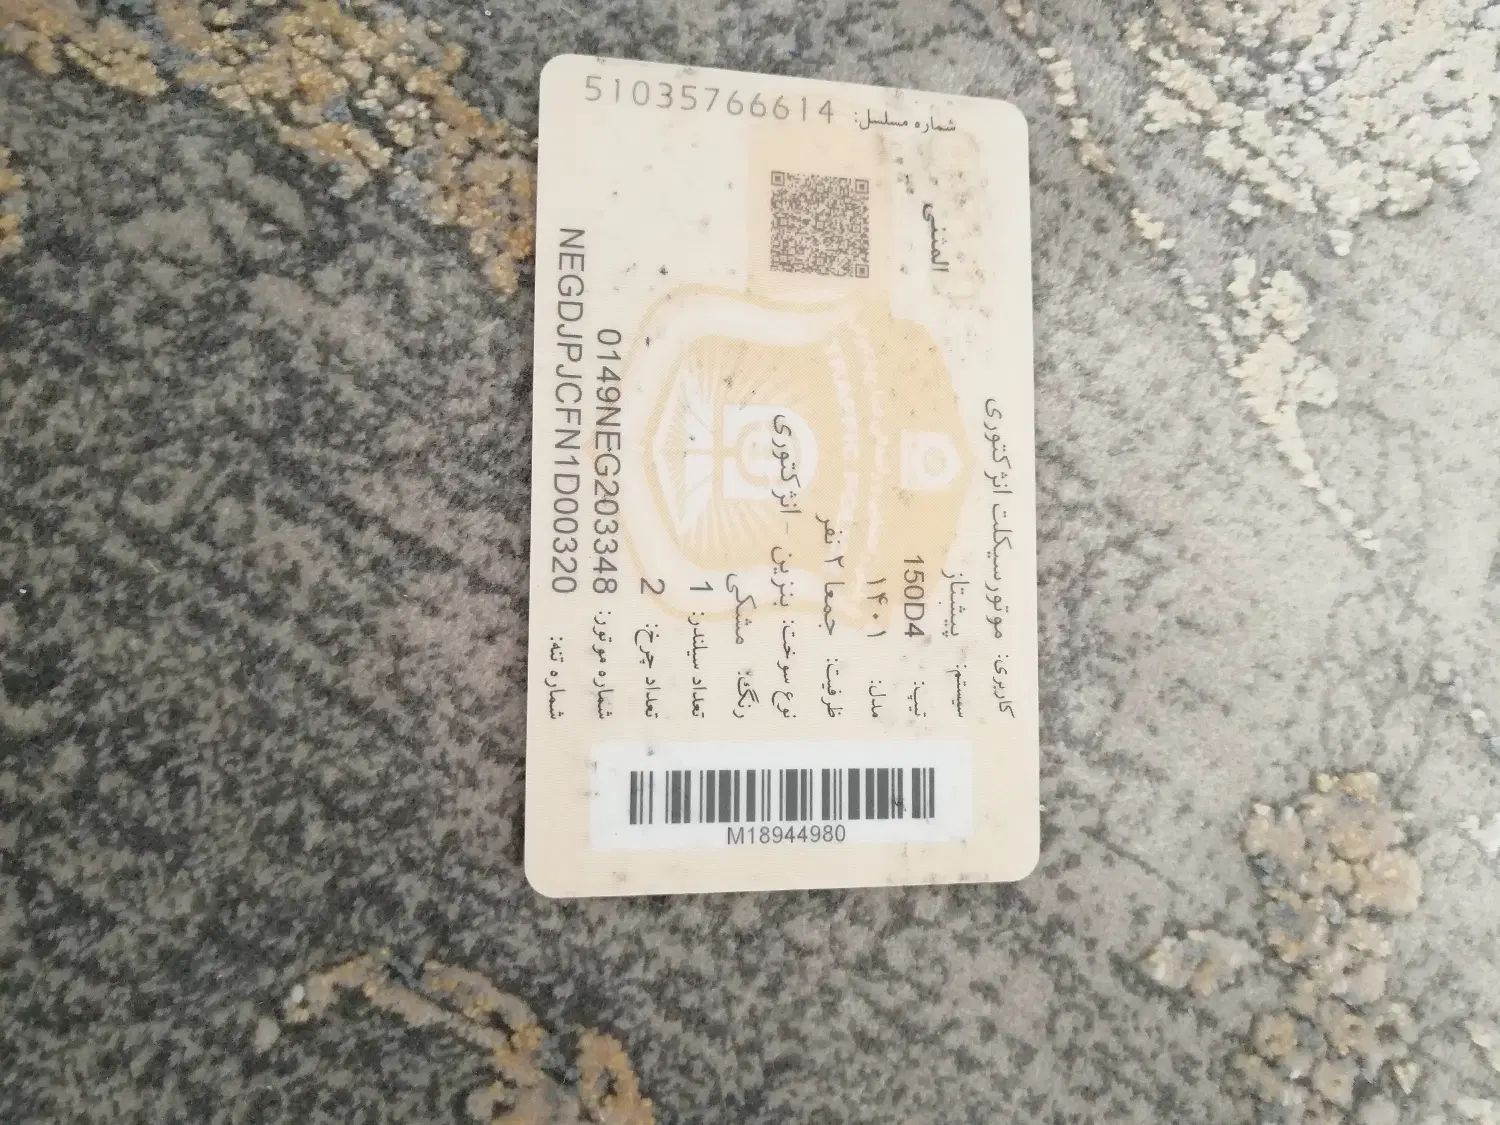 شماره مسلسل: 51035766614
المثنی
کاربری: موتورسیکلت انژکتوری
سیستم: پیشتاز
تیپ: 150D4
مدل: ۱۴۰۱
ظرفیت: جمعا ۲ نفر
نوع سوخت: بنزین - انژکتوری
رنگ: مشکی
تعداد سیلندر: 1
تعداد چرخ: 2
شماره موتور: 0149NEG203348
شماره تنه: NEGDJPJCFN1D00320
M18944980